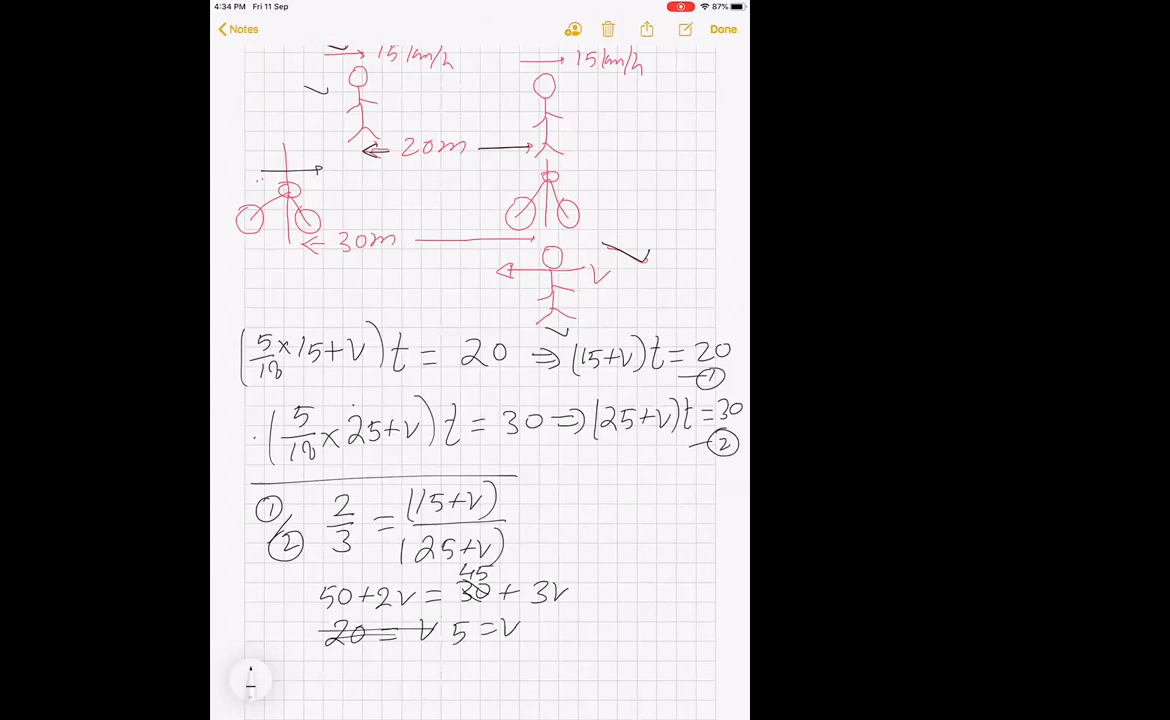 4:34 PM Fri 11 Sep
87%
Notes
Done
15 km/h
15 km/h
20m
30m
V
(5/18 × 15 + V) t = 20 ⇒ (15+V) t = 20
①
(5/18 × 25 + V) t = 30 ⇒ (25+V) t = 30
②
①/② 2/3 = (15+V)/(25+V)
45
50 + 2V = 30 + 3V
20 = V 5 = V